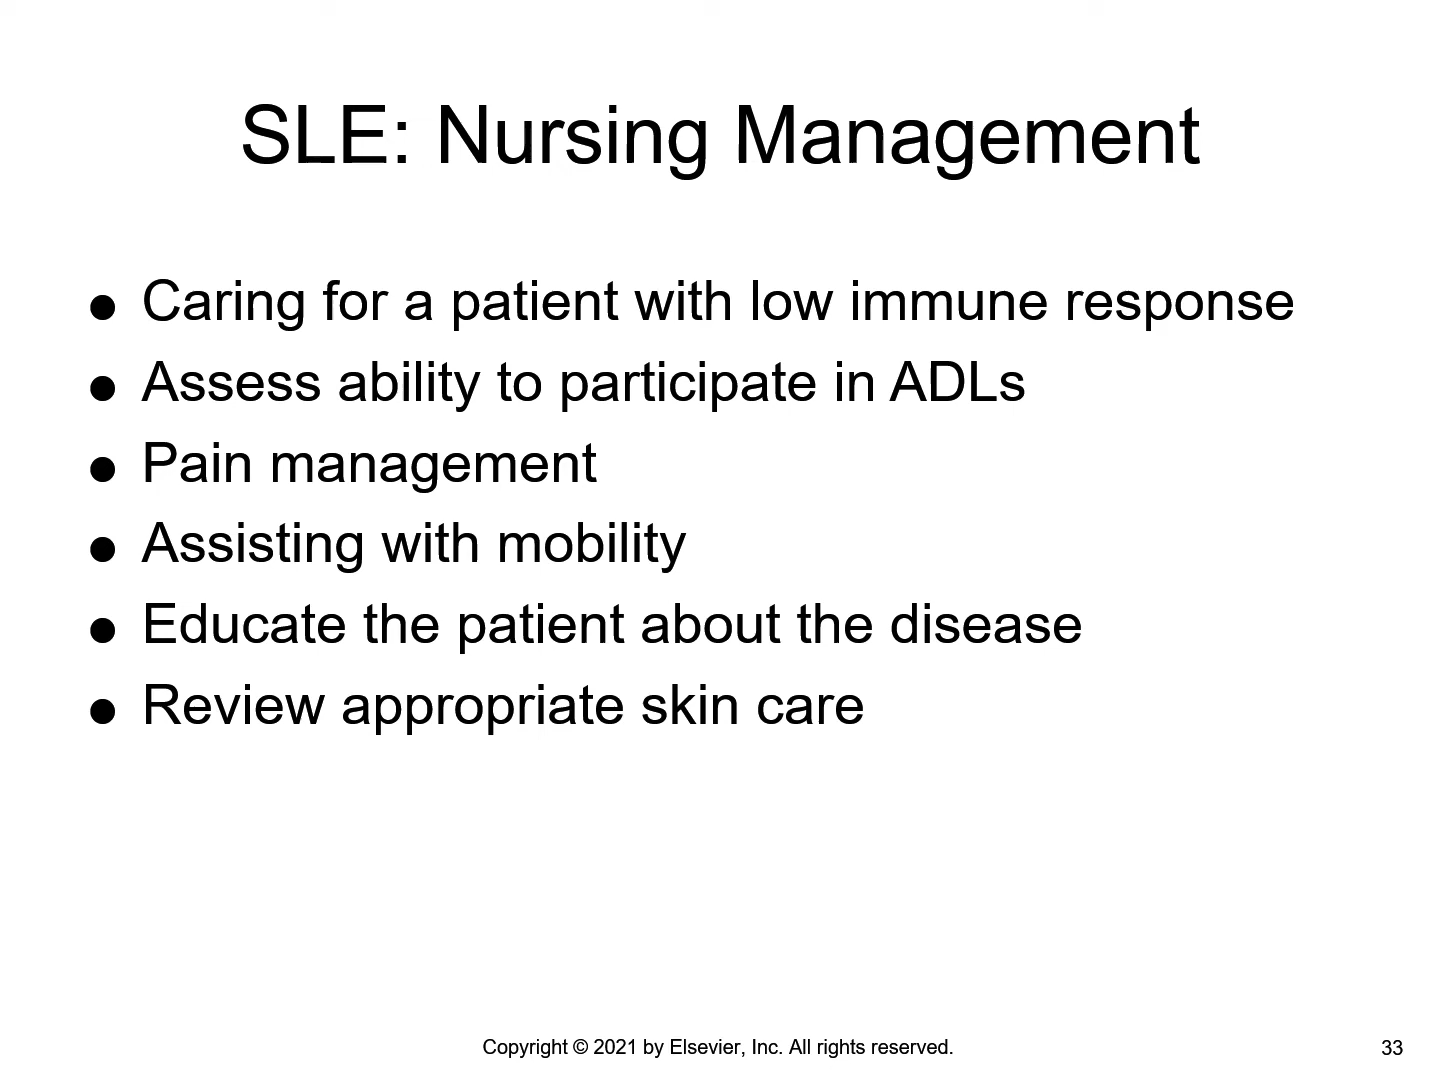 SLE: Nursing Management
● Caring for a patient with low immune response
● Assess ability to participate in ADLs
● Pain management
● Assisting with mobility
● Educate the patient about the disease
● Review appropriate skin care
Copyright © 2021 by Elsevier, Inc. All rights reserved.
33